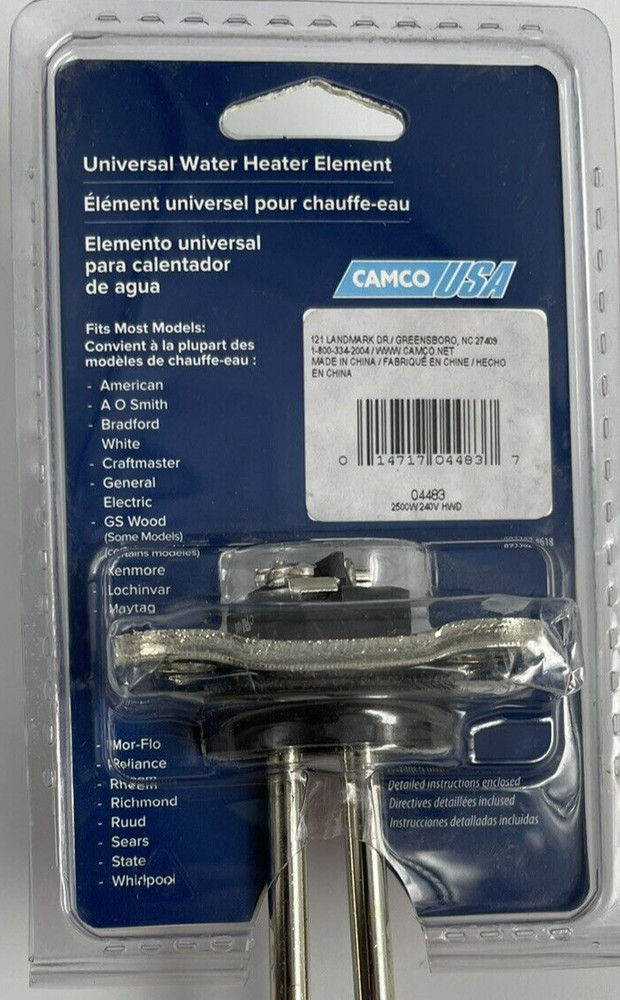 Universal Water Heater Element
Élément universel pour chauffe-eau
Elemento universal
para calentador
de agua
CAMCO USA
Fits Most Models:
Convient à la plupart des
modèles de chauffe-eau :
- American
- A O Smith
- Bradford
White
- Craftmaster
- General
Electric
- GS Wood
(Some Models)
(certains modèles)
Kenmore
- Lochinvar
- Maytag
- Mor-Flo
- Reliance
- Rheem
- Richmond
- Ruud
- Sears
- State
- Whirlpool
121 LANDMARK DR./ GREENSBORO, NC 27409
1-800-334-2004 / WWW.CAMCO.NET
MADE IN CHINA / FABRIQUÉ EN CHINE / HECHO
EN CHINA
0 14717 04483 7
04483
2500W 240V HWD
Detailed instructions enclosed
Directives detaillées inclused
Instrucciones detalladas incluidas